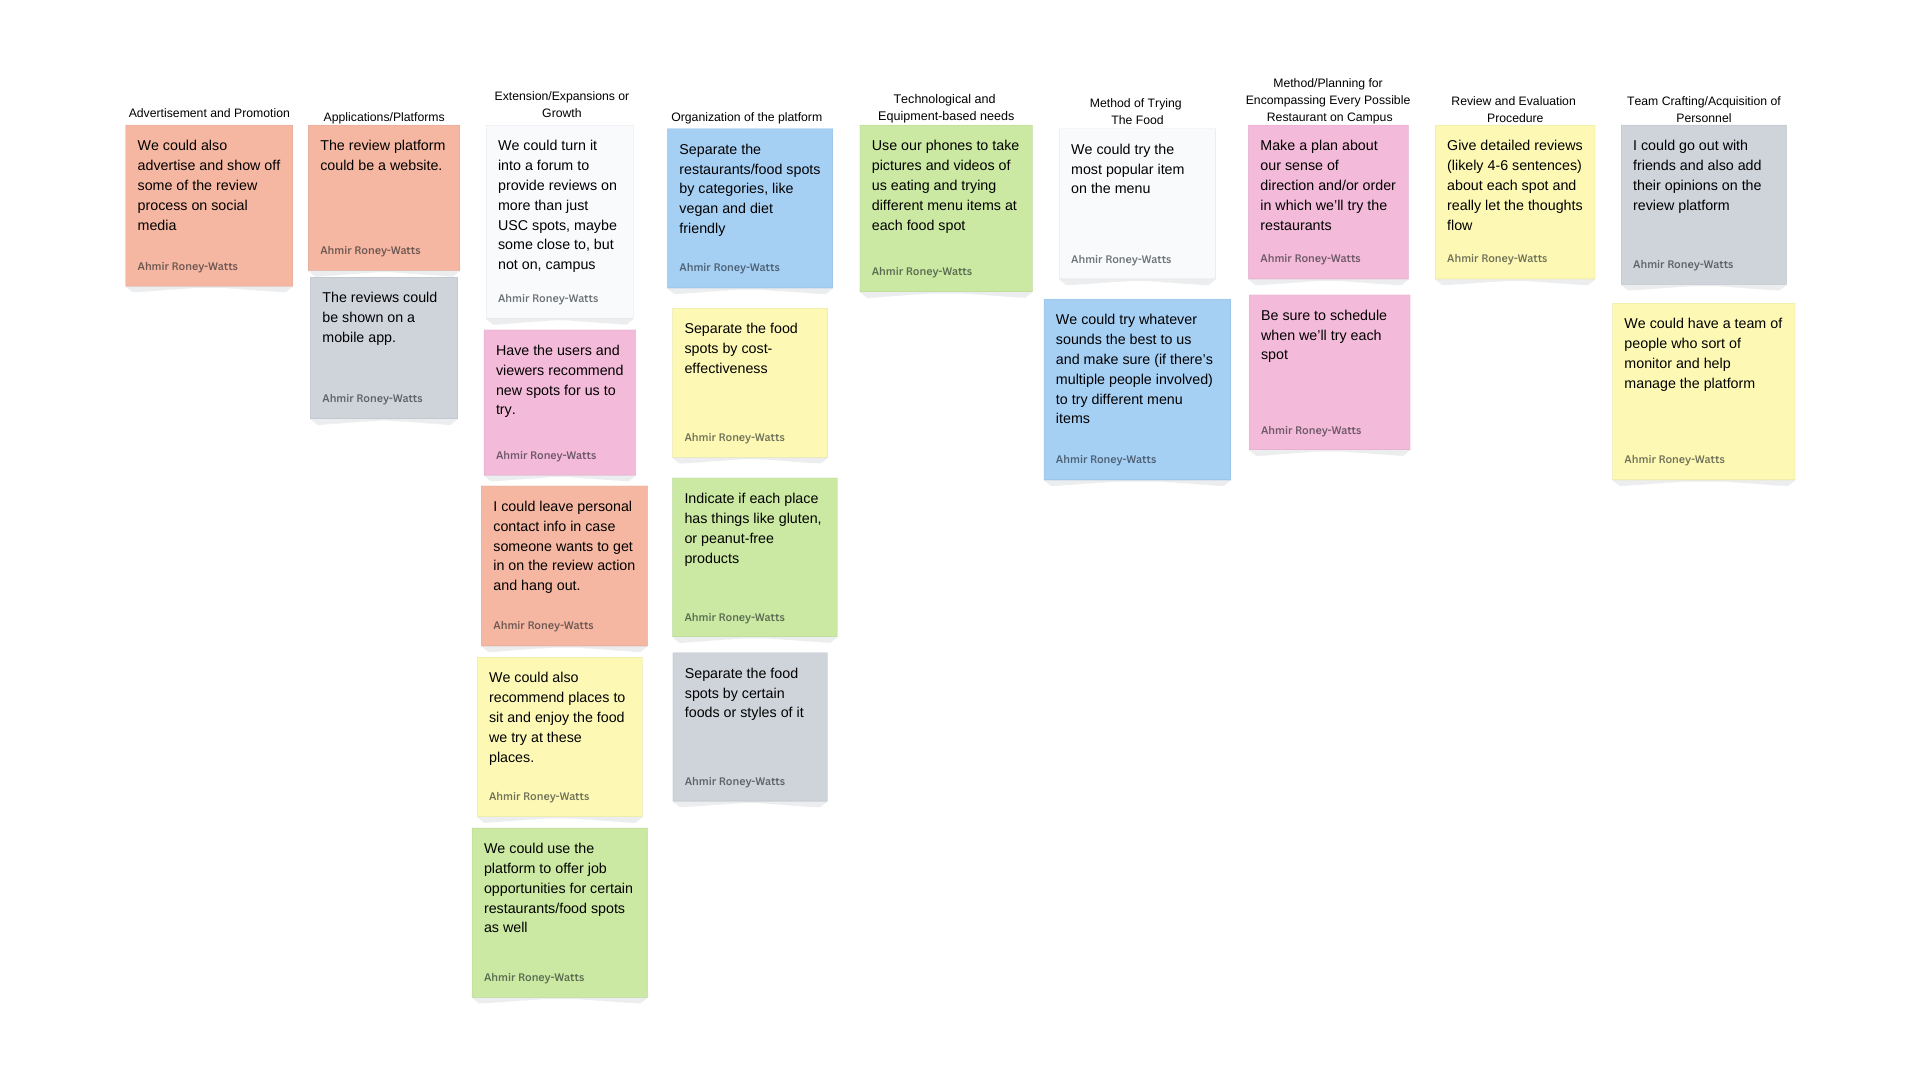 Advertisement and Promotion
We could also
advertise and show off
some of the review
process on social
media
Ahmir Roney-Watts
Applications/Platforms
The review platform
could be a website.
Ahmir Roney-Watts
The reviews could
be shown on a
mobile app.
Ahmir Roney-Watts
Extension/Expansions or
Growth
We could turn it
into a forum to
provide reviews on
more than just
USC spots, maybe
some close to, but
not on, campus
Ahmir Roney-Watts
Have the users and
viewers recommend
new spots for us to
try.
Ahmir Roney-Watts
I could leave personal
contact info in case
someone wants to get
in on the review action
and hang out.
Ahmir Roney-Watts
We could also
recommend places to
sit and enjoy the food
we try at these
places.
Ahmir Roney-Watts
We could use the
platform to offer job
opportunities for certain
restaurants/food spots
as well
Ahmir Roney-Watts
Organization of the platform
Separate the
restaurants/food spots
by categories, like
vegan and diet
friendly
Ahmir Roney-Watts
Separate the food
spots by cost-
effectiveness
Ahmir Roney-Watts
Indicate if each place
has things like gluten,
or peanut-free
products
Ahmir Roney-Watts
Separate the food
spots by certain
foods or styles of it
Ahmir Roney-Watts
Technological and
Equipment-based needs
Use our phones to take
pictures and videos of
us eating and trying
different menu items at
each food spot
Ahmir Roney-Watts
Method of Trying
The Food
We could try the
most popular item
on the menu
Ahmir Roney-Watts
We could try whatever
sounds the best to us
and make sure (if there’s
multiple people involved)
to try different menu
items
Ahmir Roney-Watts
Method/Planning for
Encompassing Every Possible
Restaurant on Campus
Make a plan about
our sense of
direction and/or order
in which we’ll try the
restaurants
Ahmir Roney-Watts
Be sure to schedule
when we’ll try each
spot
Ahmir Roney-Watts
Review and Evaluation
Procedure
Give detailed reviews
(likely 4-6 sentences)
about each spot and
really let the thoughts
flow
Ahmir Roney-Watts
Team Crafting/Acquisition of
Personnel
I could go out with
friends and also add
their opinions on the
review platform
Ahmir Roney-Watts
We could have a team of
people who sort of
monitor and help
manage the platform
Ahmir Roney-Watts